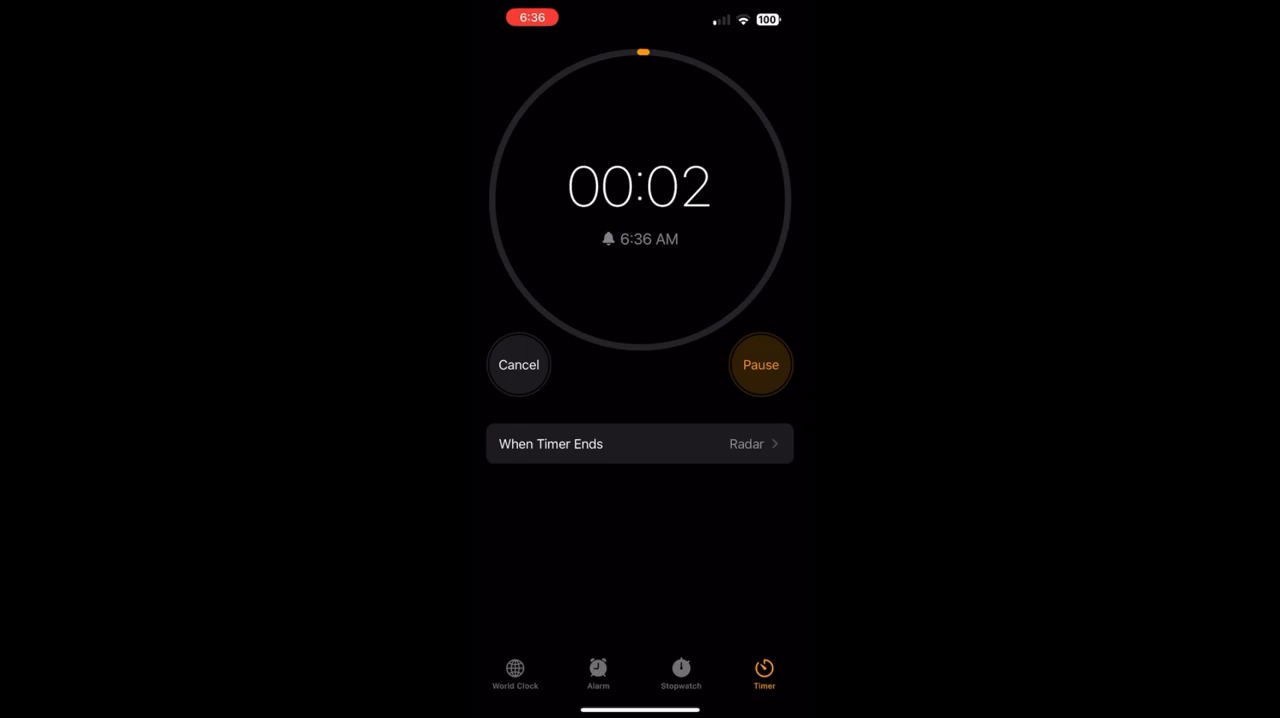 6:36
100
00:02
6:36 AM
Cancel
Pause
When Timer Ends
Radar
World Clock
Alarm
Stopwatch
Timer